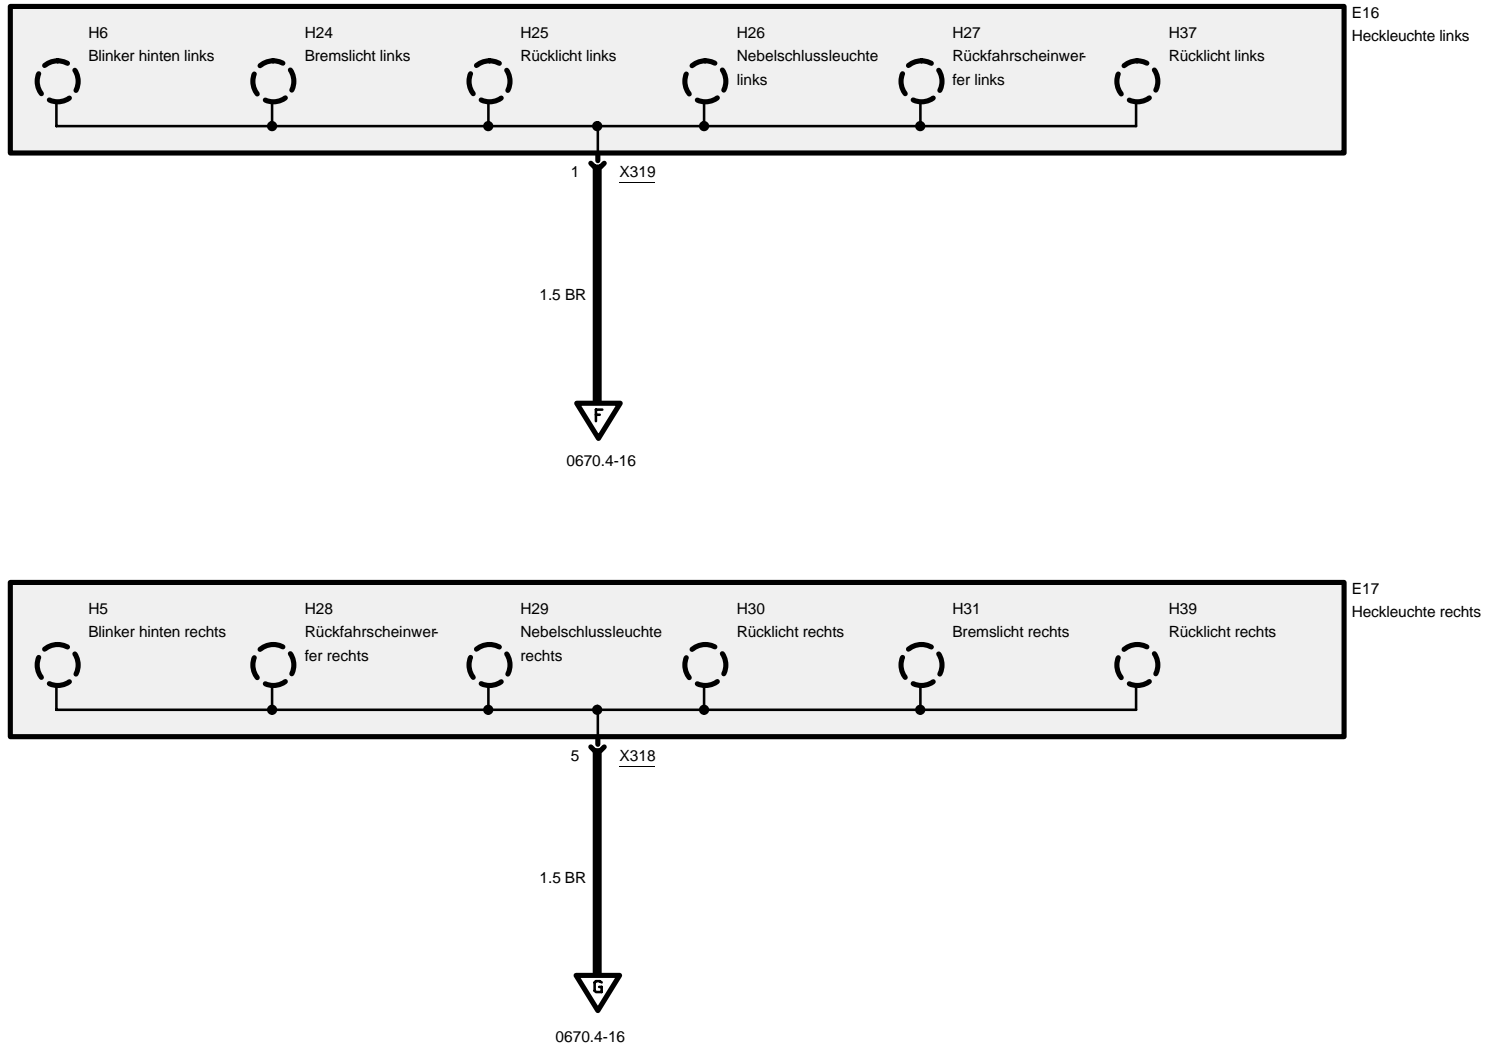 E16
Heckleuchte links
H6
Blinker hinten links
H24
Bremslicht links
H25
Rücklicht links
H26
Nebelschlussleuchte
links
H27
Rückfahrscheinwer-
fer links
H37
Rücklicht links
1
X319
1.5 BR
F
0670.4-16
E17
Heckleuchte rechts
H5
Blinker hinten rechts
H28
Rückfahrscheinwer-
fer rechts
H29
Nebelschlussleuchte
rechts
H30
Rücklicht rechts
H31
Bremslicht rechts
H39
Rücklicht rechts
5
X318
1.5 BR
G
0670.4-16